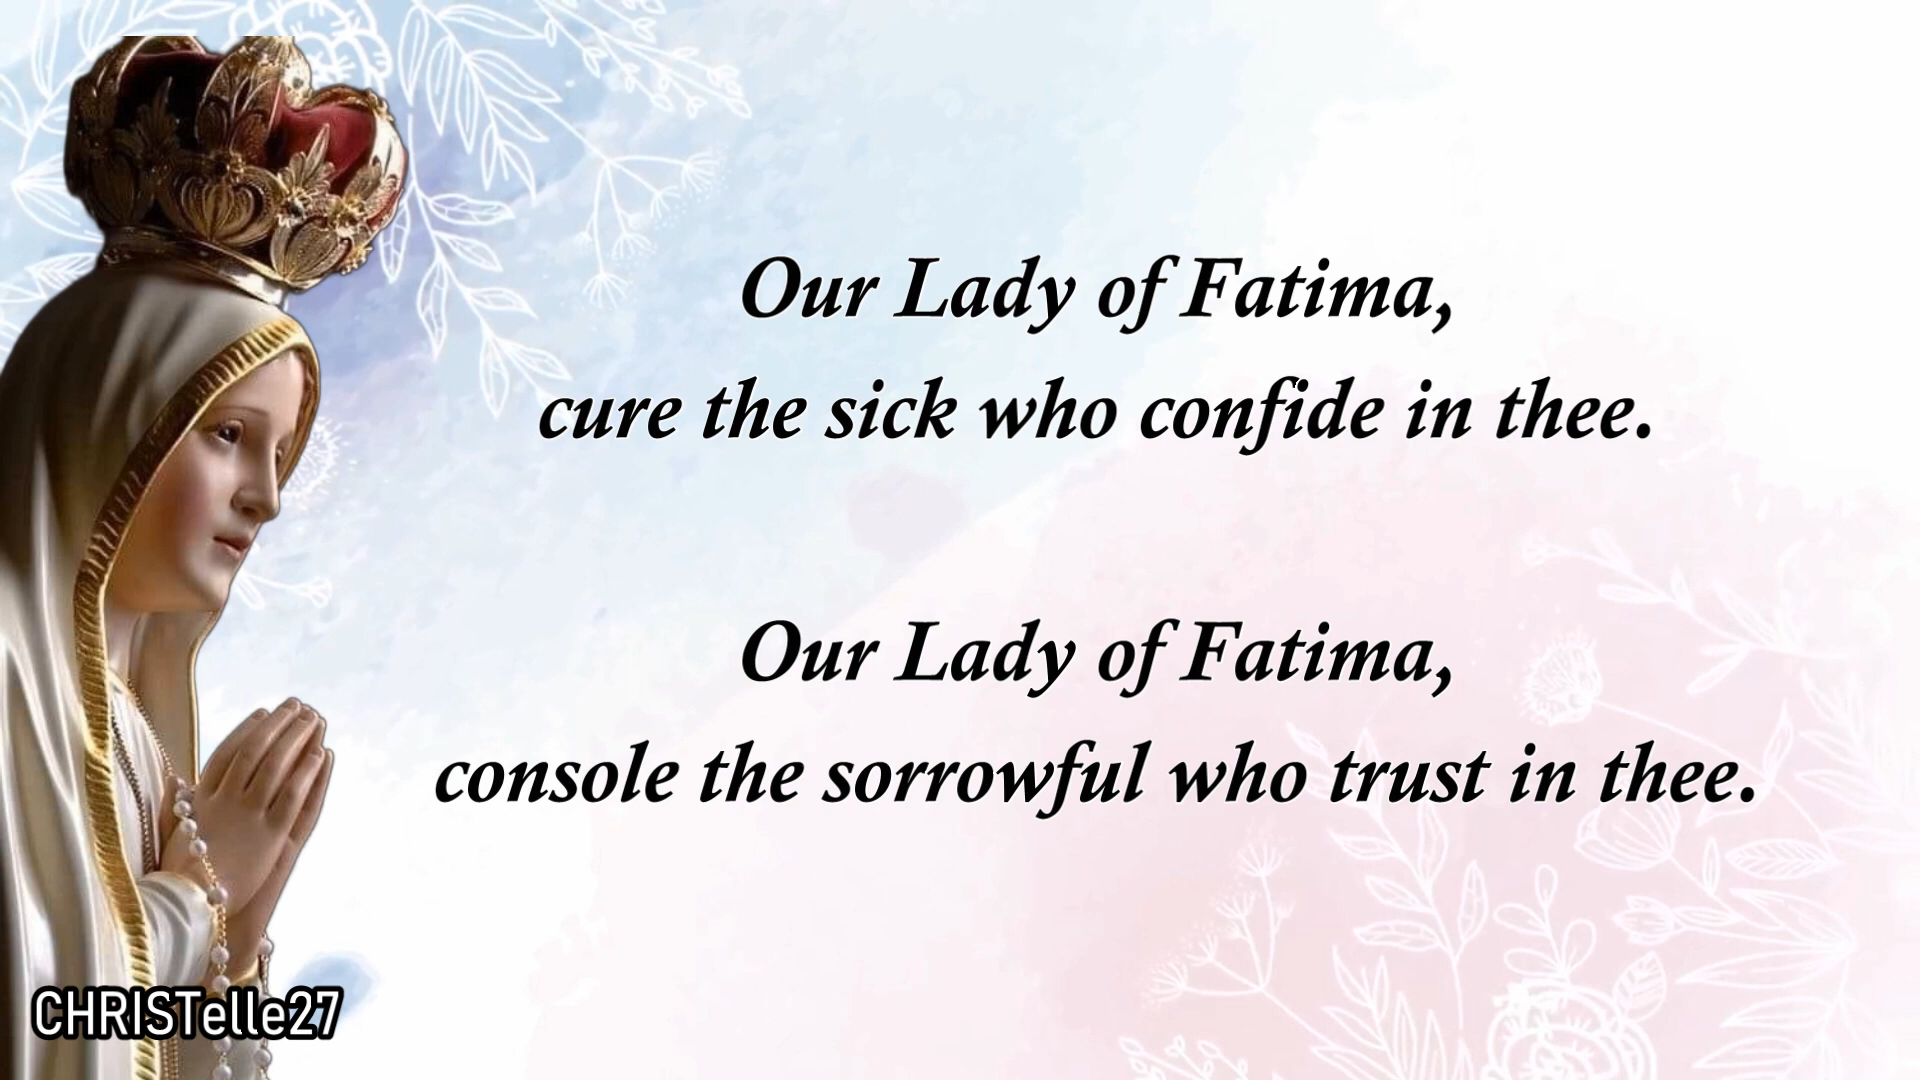 Our Lady of Fatima,
cure the sick who confide in thee.
Our Lady of Fatima,
console the sorrowful who trust in thee.
CHRISTelle27